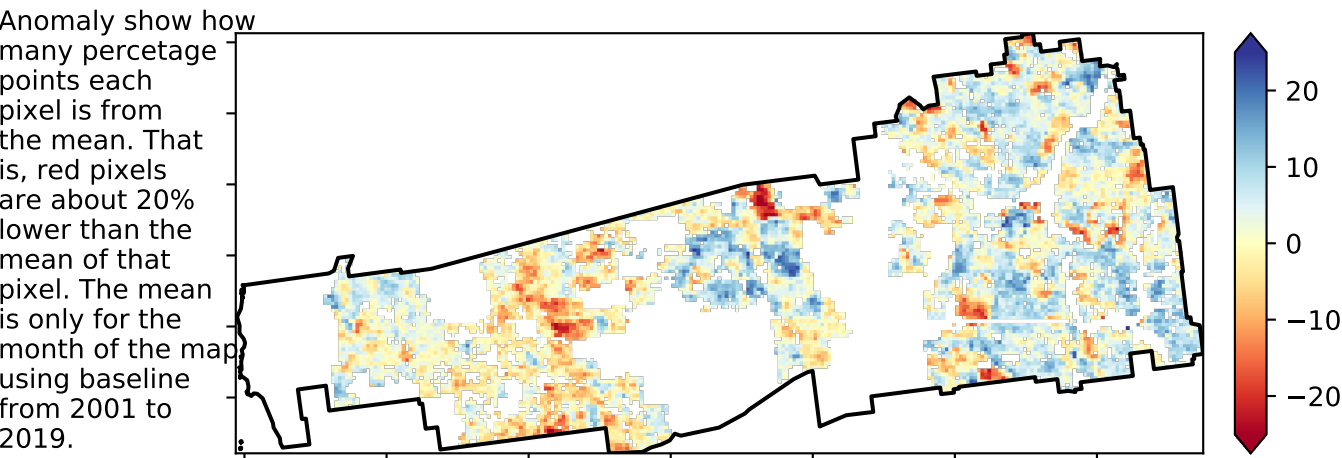 Anomaly show how
many percetage
points each
pixel is from
the mean. That
is, red pixels
are about 20%
lower than the
mean of that
pixel. The mean
is only for the
month of the map
using baseline
from 2001 to
2019.
20
10
0
−10
−20